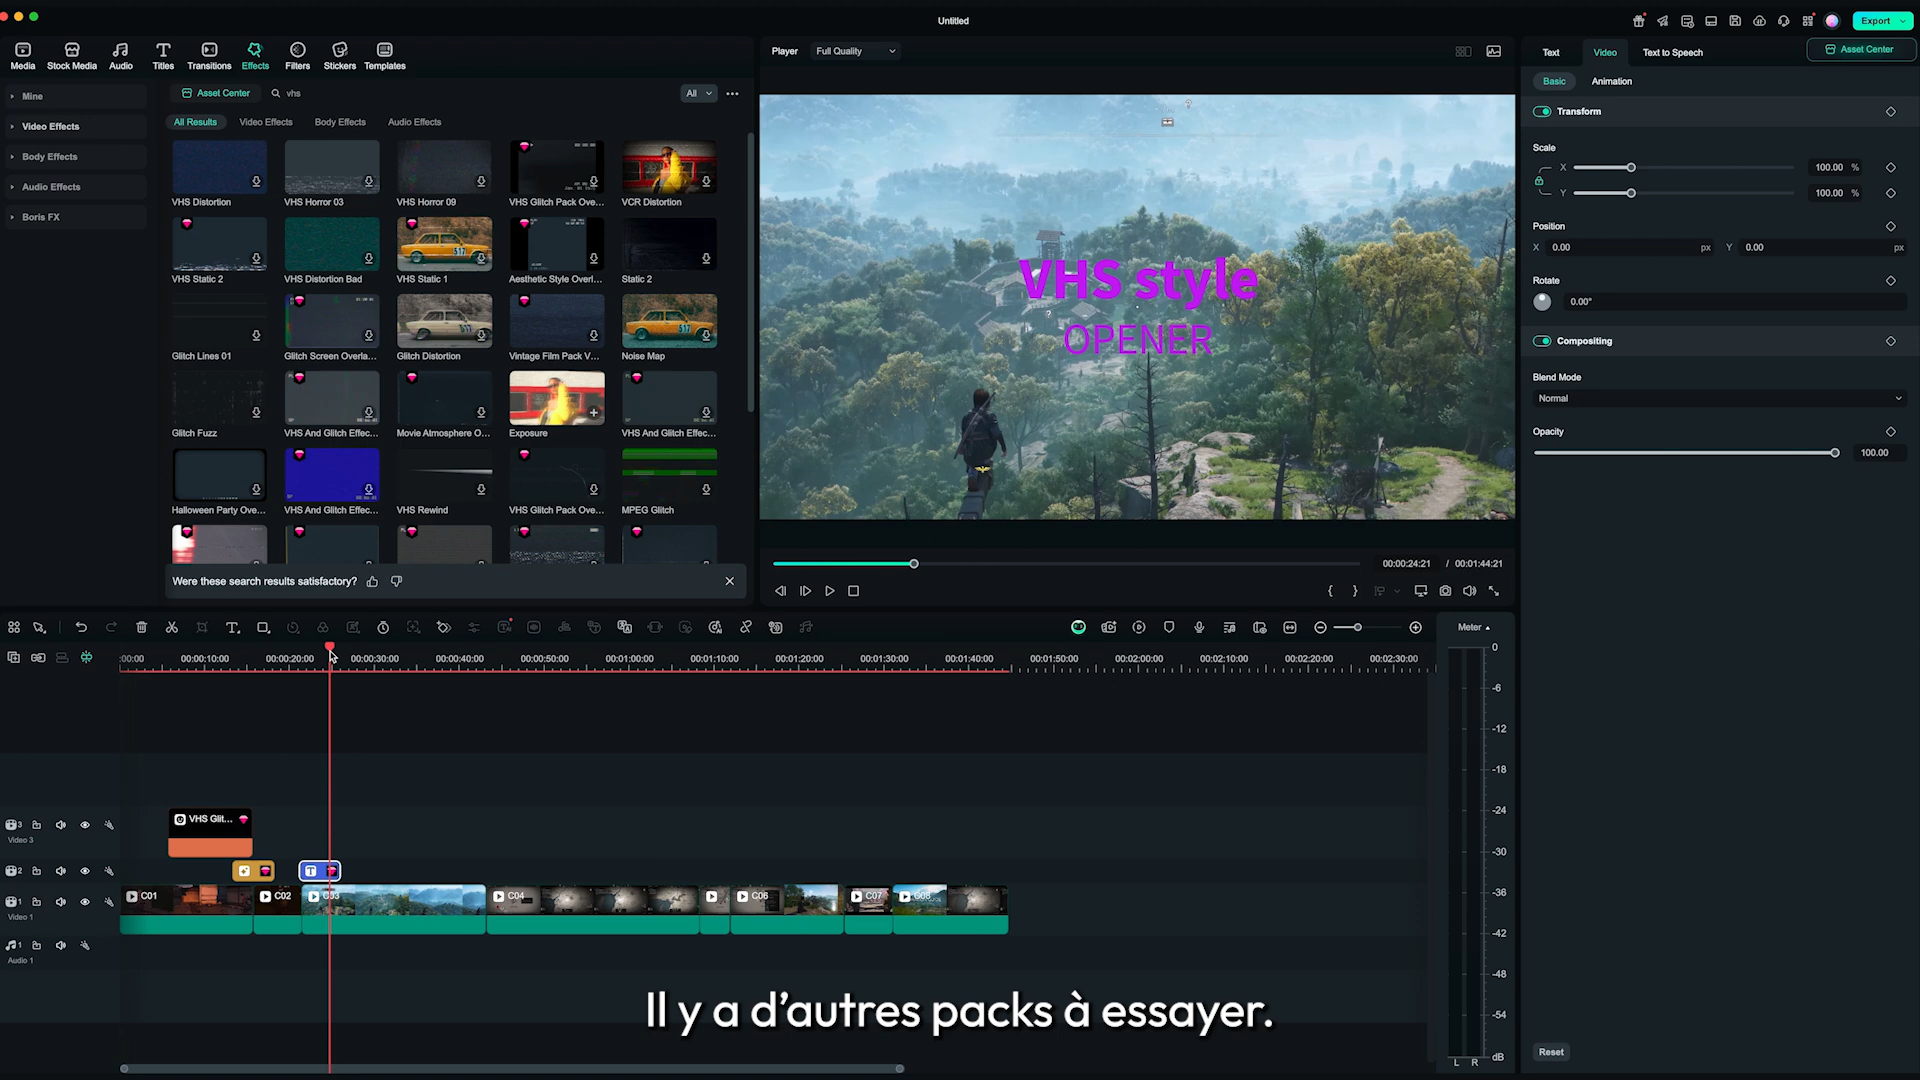 Untitled
Export
Media
Stock Media
Audio
Titles
Transitions
Effects
Filters
Stickers
Templates
Player
Full Quality
Text
Video
Text to Speech
Asset Center
Mine
Video Effects
Body Effects
Audio Effects
Boris FX
Asset Center
vhs
All
All Results
Video Effects
Body Effects
Audio Effects
VHS Distortion
VHS Horror 03
VHS Horror 09
VHS Glitch Pack Ove...
VCR Distortion
VHS Static 2
VHS Distortion Bad
VHS Static 1
Aesthetic Style Overl...
Static 2
Glitch Lines 01
Glitch Screen Overla...
Glitch Distortion
Vintage Film Pack V...
Noise Map
Glitch Fuzz
VHS And Glitch Effec...
Movie Atmosphere O...
Exposure
VHS And Glitch Effec...
Halloween Party Ove...
VHS And Glitch Effec...
VHS Rewind
VHS Glitch Pack Ove...
MPEG Glitch
Were these search results satisfactory?
VHS style
OPENER
00:00:24:21 / 00:01:44:21
Basic
Animation
Transform
Scale
X 100.00 %
Y 100.00 %
Position
X 0.00 px Y 0.00 px
Rotate
0.00°
Compositing
Blend Mode
Normal
Opacity
100.00
Reset
Meter
:00:00 00:00:10:00 00:00:20:00 00:00:30:00 00:00:40:00 00:00:50:00 00:01:00:00 00:01:10:00 00:01:20:00 00:01:30:00 00:01:40:00 00:01:50:00 00:02:00:00 00:02:10:00 00:02:20:00 00:02:30:00
0
-6
-12
-18
-24
-30
-36
-42
-48
-54
dB
L R
3
Video 3
VHS Glit...
2
1
Video 1
C01
C02
C03
C04
C06
C07
C08
1
Audio 1
Il y a d’autres packs à essayer.